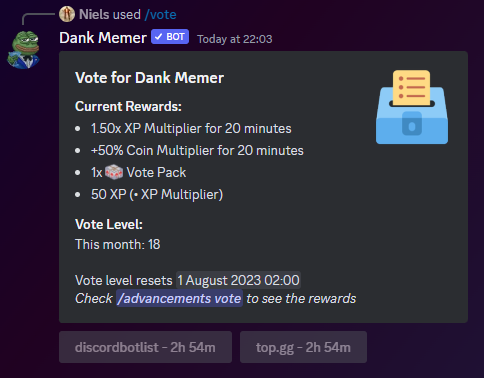 Niels used /vote
Dank Memer ✓ BOT Today at 22:03
Vote for Dank Memer
Current Rewards:
• 1.50x XP Multiplier for 20 minutes
• +50% Coin Multiplier for 20 minutes
• 1x Vote Pack
• 50 XP (• XP Multiplier)
Vote Level:
This month: 18
Vote level resets 1 August 2023 02:00
Check /advancements vote to see the rewards
discordbotlist - 2h 54m
top.gg - 2h 54m